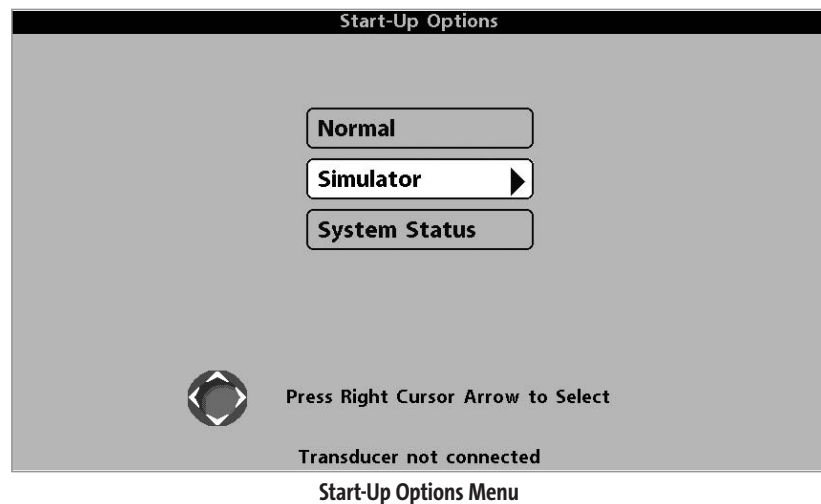 Start-Up Options
Normal
Simulator
System Status
Press Right Cursor Arrow to Select
Transducer not connected
Start-Up Options Menu